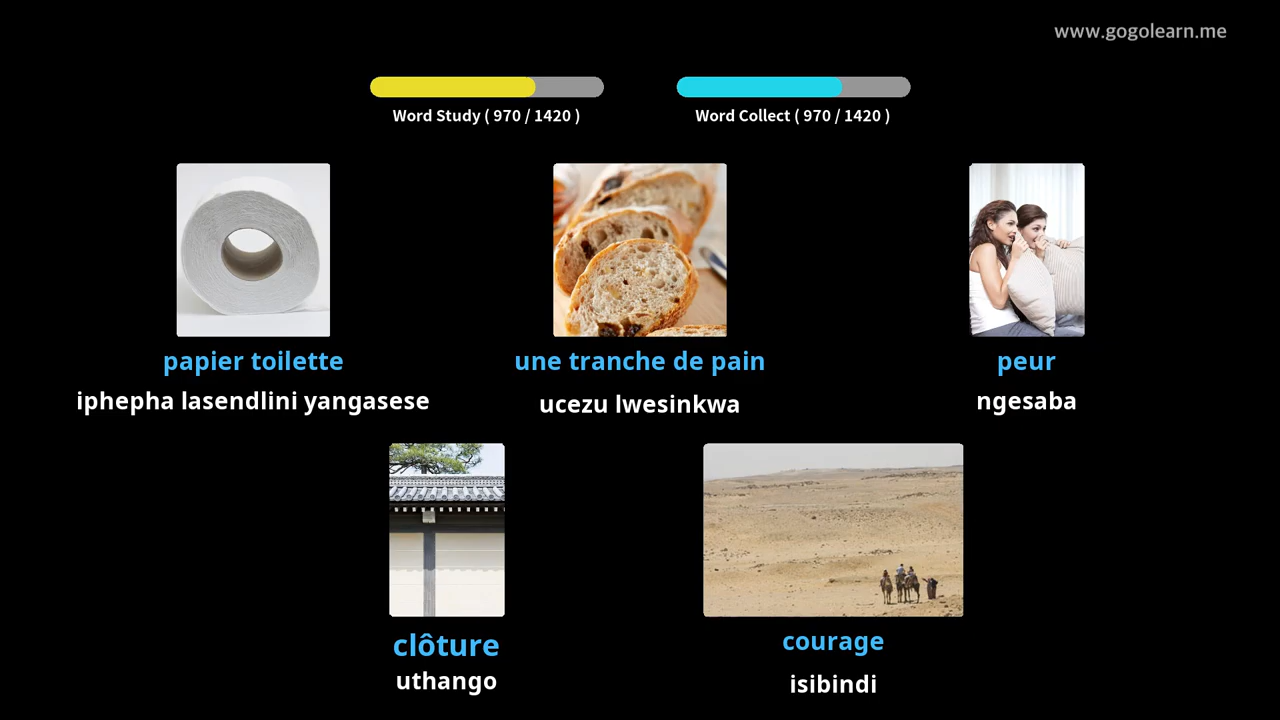 www.gogolearn.me
Word Study ( 970 / 1420 )
Word Collect ( 970 / 1420 )
papier toilette
iphepha lasendlini yangasese
une tranche de pain
ucezu lwesinkwa
peur
ngesaba
clôture
uthango
courage
isibindi